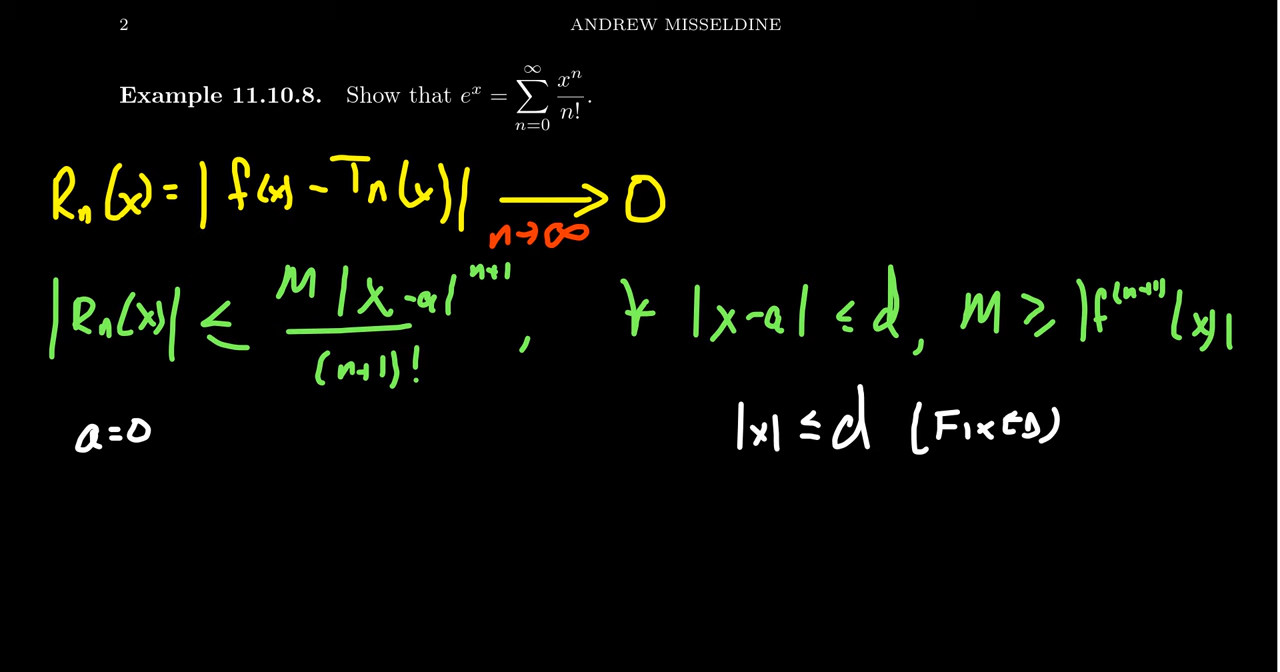 2 ANDREW MISSELDINE
Example 11.10.8. Show that e^x = ∑_{n=0}^{∞} x^n / n!.
R_n(x) = |f(x) - T_n(x)| ⟶ 0
n→∞
|R_n(x)| ≤ M|x-a|^{n+1} / (n+1)! , ∀ |x-a| ≤ d, M ≥ |f^{(n+1)}(x)|
a=0 |x| ≤ d (FIXED)